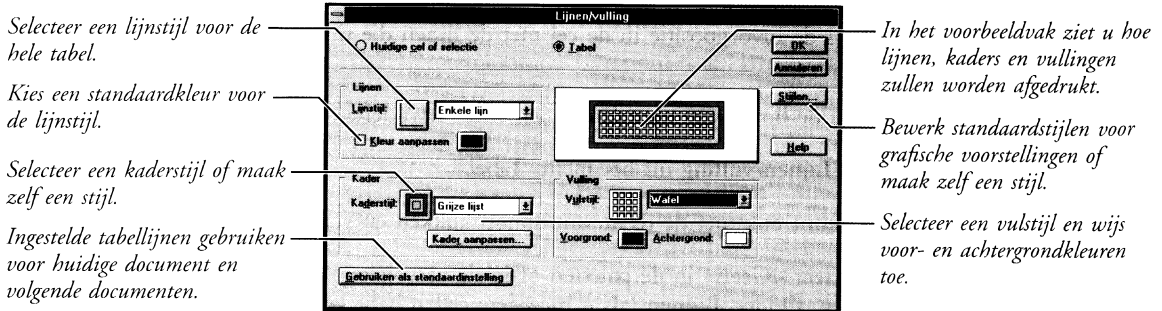 Selecteer een lijnstijl voor de
hele tabel.
Kies een standaardkleur voor
de lijnstijl.
Selecteer een kaderstijl of maak
zelf een stijl.
Ingestelde tabellijnen gebruiken
voor huidige document en
volgende documenten.
Lijnen/vulling
Huidige cel of selectie
Tabel
OK
Annuleren
Stijlen...
Help
Lijnen
Lijnstijl:
Enkele lijn
Kleur aanpassen
Kader
Kaderstijl:
Grijze lijst
Kader aanpassen...
Vulling
Vulstijl:
Wafel
Voorgrond:
Achtergrond:
Gebruiken als standaardinstelling
In het voorbeeldvak ziet u hoe
lijnen, kaders en vullingen
zullen worden afgedrukt.
Bewerk standaardstijlen voor
grafische voorstellingen of
maak zelf een stijl.
Selecteer een vulstijl en wijs
voor- en achtergrondkleuren
toe.